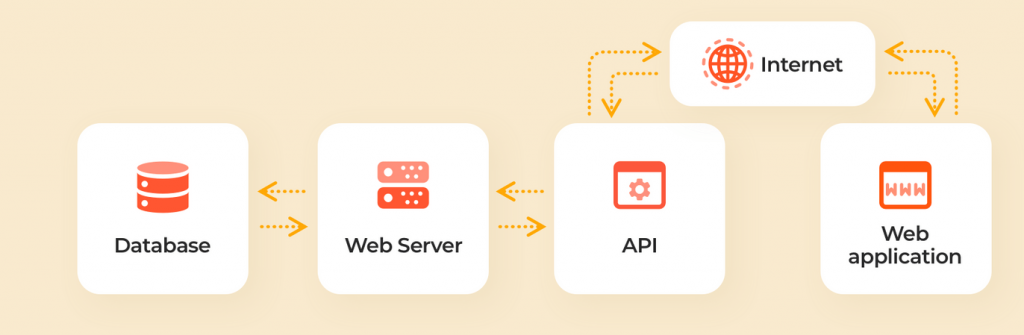 Internet
Database
Web Server
API
WWW
Web
application